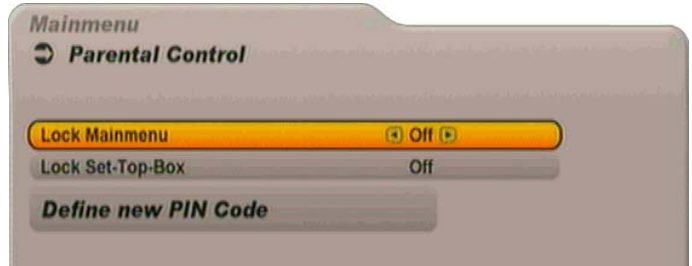 Mainmenu
Parental Control
Lock Mainmenu Off
Lock Set-Top-Box Off
Define new PIN Code